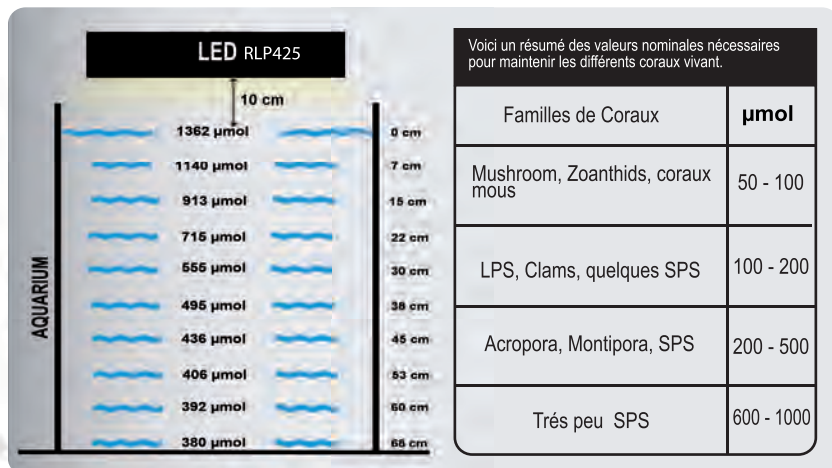 LED RLP425
10 cm
1362 µmol 0 cm
1140 µmol 7 cm
913 µmol 15 cm
715 µmol 22 cm
555 µmol 30 cm
495 µmol 38 cm
436 µmol 45 cm
406 µmol 53 cm
392 µmol 60 cm
380 µmol 66 cm
AQUARIUM
Voici un résumé des valeurs nominales nécessaires
pour maintenir les différents coraux vivant.
Familles de Coraux µmol
Mushroom, Zoanthids, coraux
mous
50 - 100
LPS, Clams, quelques SPS 100 - 200
Acropora, Montipora, SPS 200 - 500
Trés peu SPS 600 - 1000